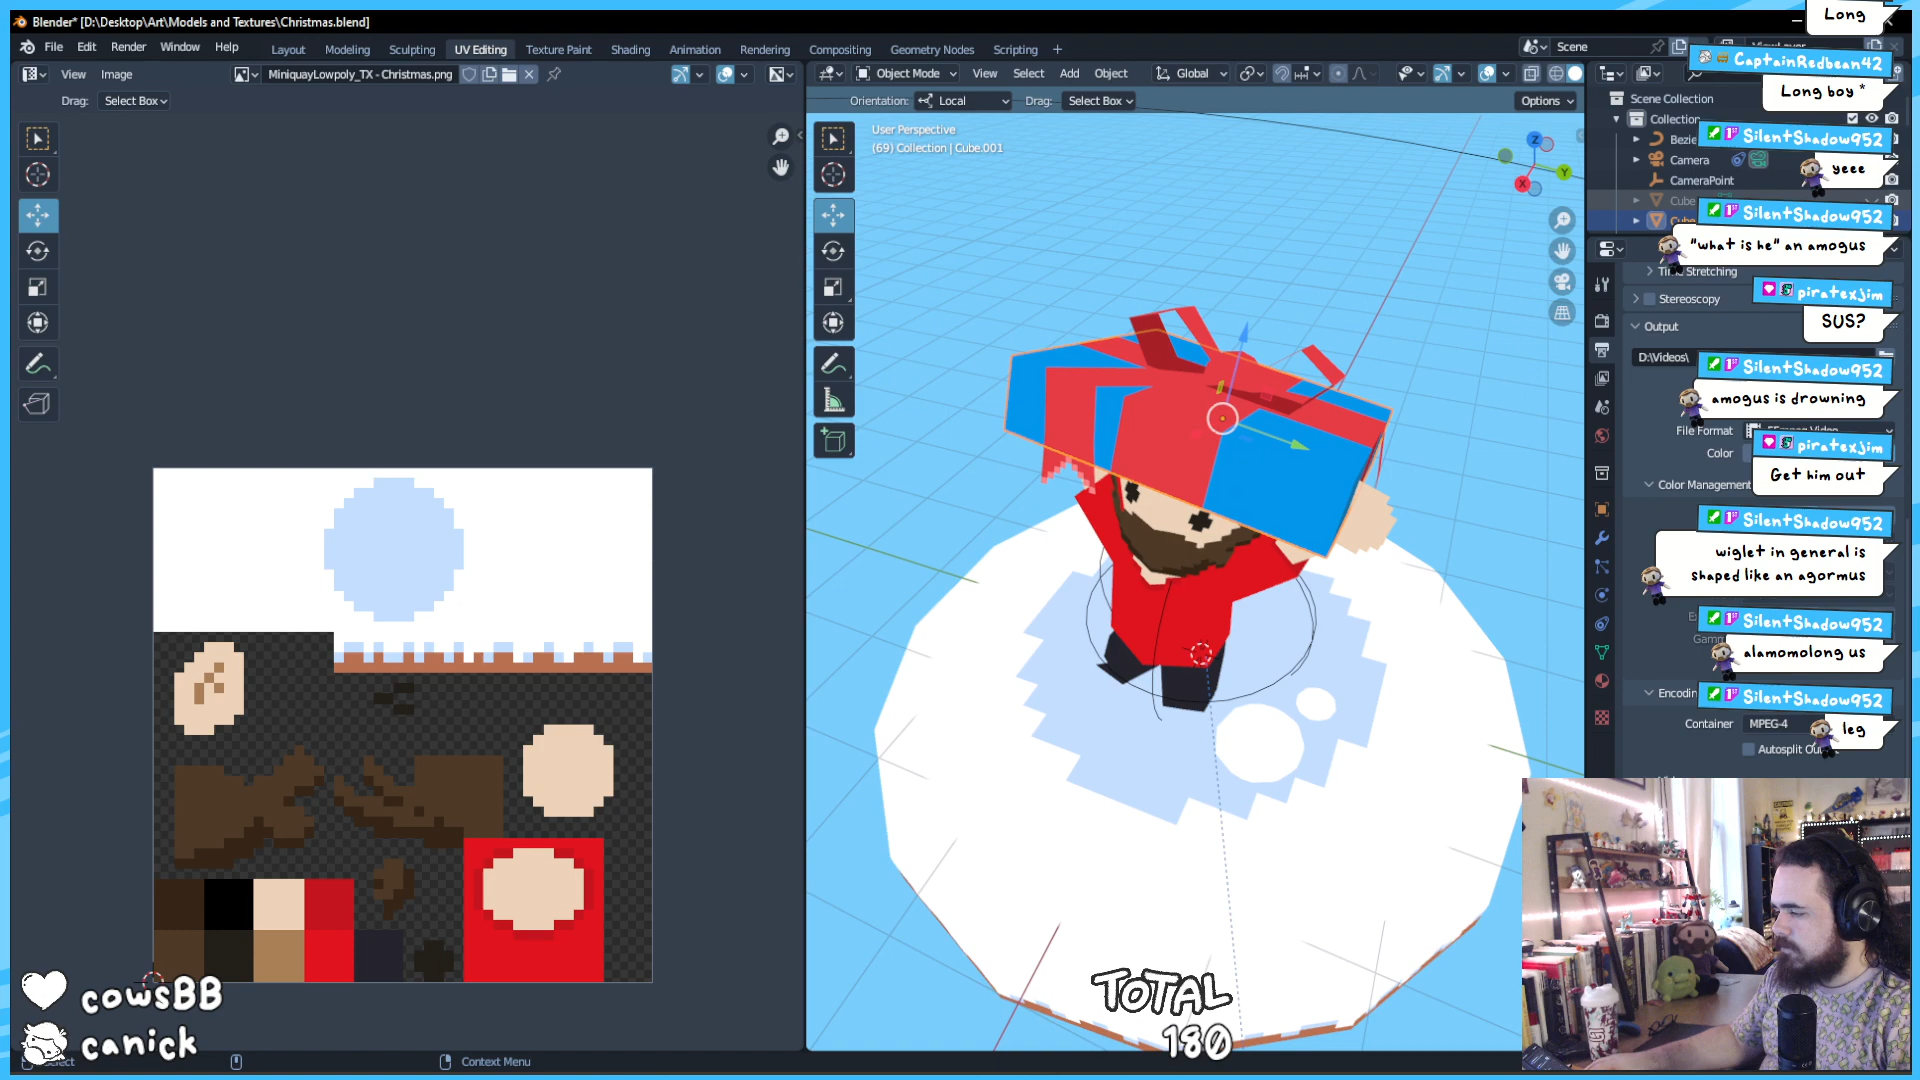 Blender* [D:\Desktop\Art\Models and Textures\Christmas.blend]
File Edit Render Window Help
Layout Modeling Sculpting UV Editing Texture Paint Shading Animation Rendering Compositing Geometry Nodes Scripting +
Scene
View Image
MiniquayLowpoly_TX - Christmas.png
Object Mode
View Select Add Object
Global
Drag: Select Box
Orientation: Local
Drag: Select Box
Options
User Perspective
(69) Collection | Cube.001
Z
Y
X
Scene Collection
Collection
Bezie
Camera
CameraPoint
Cube
Time Stretching
Stereoscopy
Output
D:\Videos\
File Format
Color
Color Management
Encodin
Container MPEG-4
Autosplit Ou
Long
CaptainRedbean42
Long boy *
SilentShadow952
yeee
SilentShadow952
"what is he" an amogus
piratexjim
SUS?
SilentShadow952
amogus is drowning
piratexjim
Get him out
SilentShadow952
wiglet in general is
shaped like an agormus
SilentShadow952
alamomolong us
SilentShadow952
leg
TOTAL
180
cowsBB
canick
Context Menu